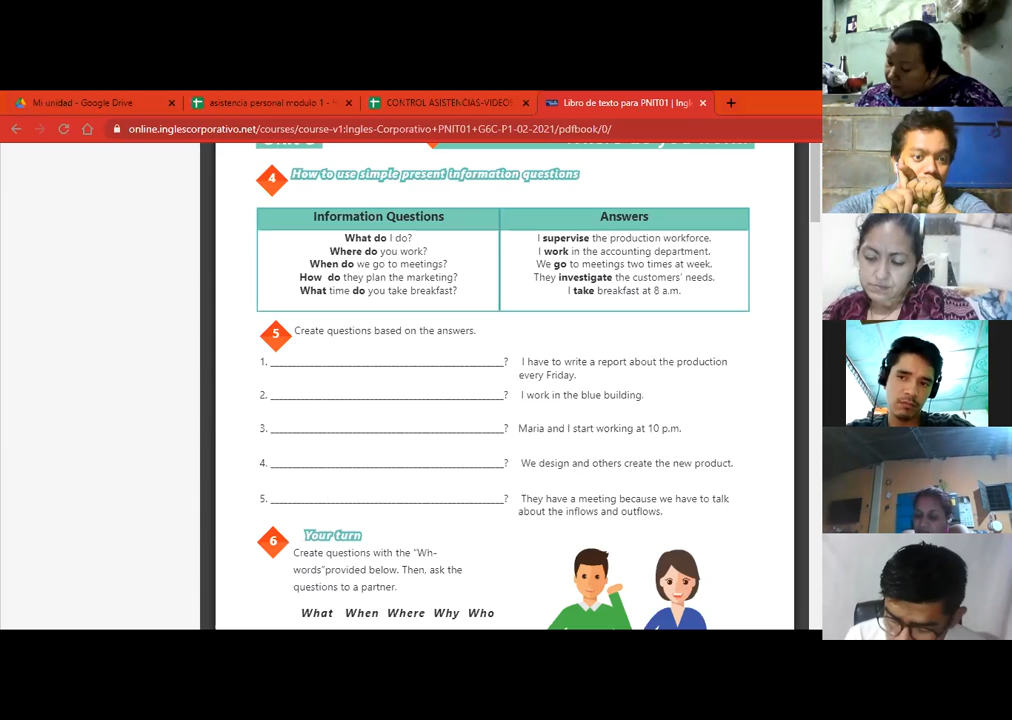 Mi unidad - Google Drive
asistencia personal modulo 1 -
CONTROL ASISTENCIAS-VIDEOS
Libro de texto para PNIT01 | Ingl
online.inglescorporativo.net/courses/course-v1:Ingles-Corporativo+PNIT01+G6C-P1-02-2021/pdfbook/0/
4 How to use simple present information questions
Information Questions Answers
What do I do? I supervise the production workforce.
Where do you work? I work in the accounting department.
When do we go to meetings? We go to meetings two times at week.
How do they plan the marketing? They investigate the customers' needs.
What time do you take breakfast? I take breakfast at 8 a.m.
5 Create questions based on the answers.
1. ______________________________? I have to write a report about the production
every Friday.
2. ______________________________? I work in the blue building.
3. ______________________________? Maria and I start working at 10 p.m.
4. ______________________________? We design and others create the new product.
5. ______________________________? They have a meeting because we have to talk
about the inflows and outflows.
6 Your turn
Create questions with the "Wh-
words"provided below. Then, ask the
questions to a partner.
What When Where Why Who